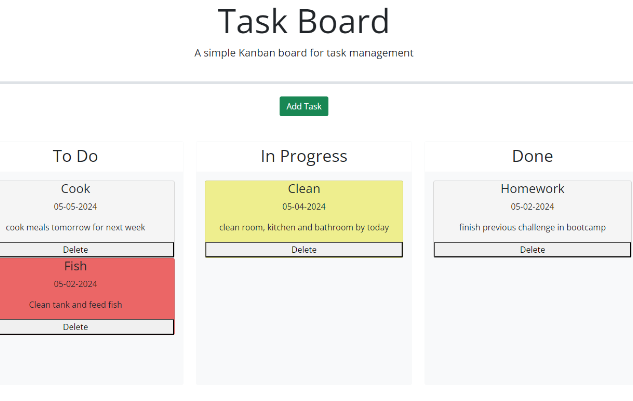 Task Board
A simple Kanban board for task management
Add Task
To Do
Cook
05-05-2024
cook meals tomorrow for next week
Delete
Fish
05-02-2024
Clean tank and feed fish
Delete
In Progress
Clean
05-04-2024
clean room, kitchen and bathroom by today
Delete
Done
Homework
05-02-2024
finish previous challenge in bootcamp
Delete